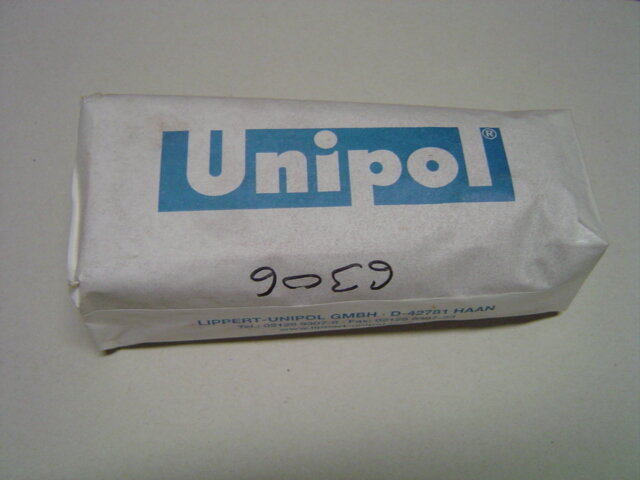 Unipol®
6306
LIPPERT-UNIPOL GMBH · D-42781 HAAN